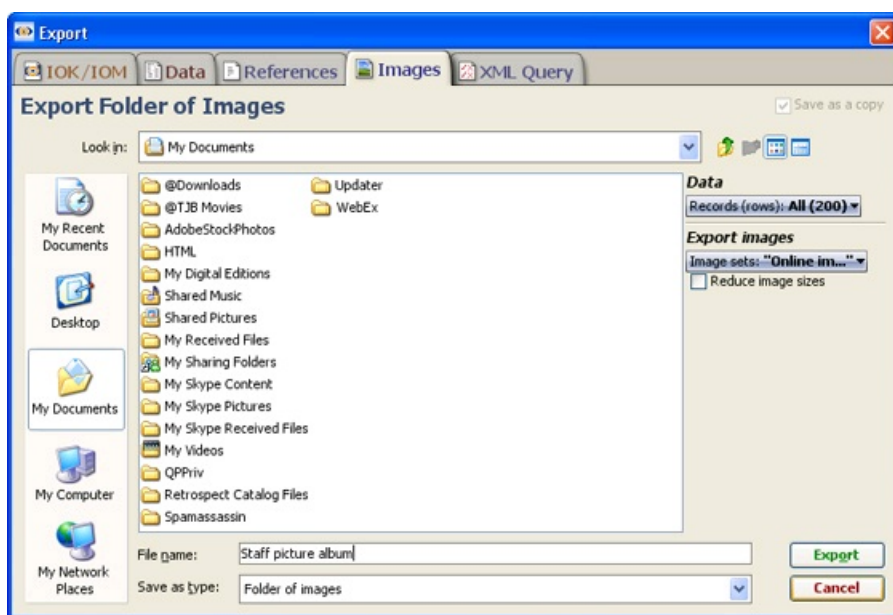 Export
IOK/IOM Data References Images XML Query
Export Folder of Images
Save as a copy
Look in: My Documents
My Recent Documents
Desktop
My Documents
My Computer
My Network Places
@Downloads
@TJB Movies
AdobeStockPhotos
HTML
My Digital Editions
Shared Music
Shared Pictures
My Received Files
My Sharing Folders
My Skype Content
My Skype Pictures
My Skype Received Files
My Videos
QPPriv
Retrospect Catalog Files
Spamassassin
Updater
WebEx
Data
Records (rows): All (200)
Export images
Image sets: "Online im..."
Reduce image sizes
File name: Staff picture album
Save as type: Folder of images
Export
Cancel